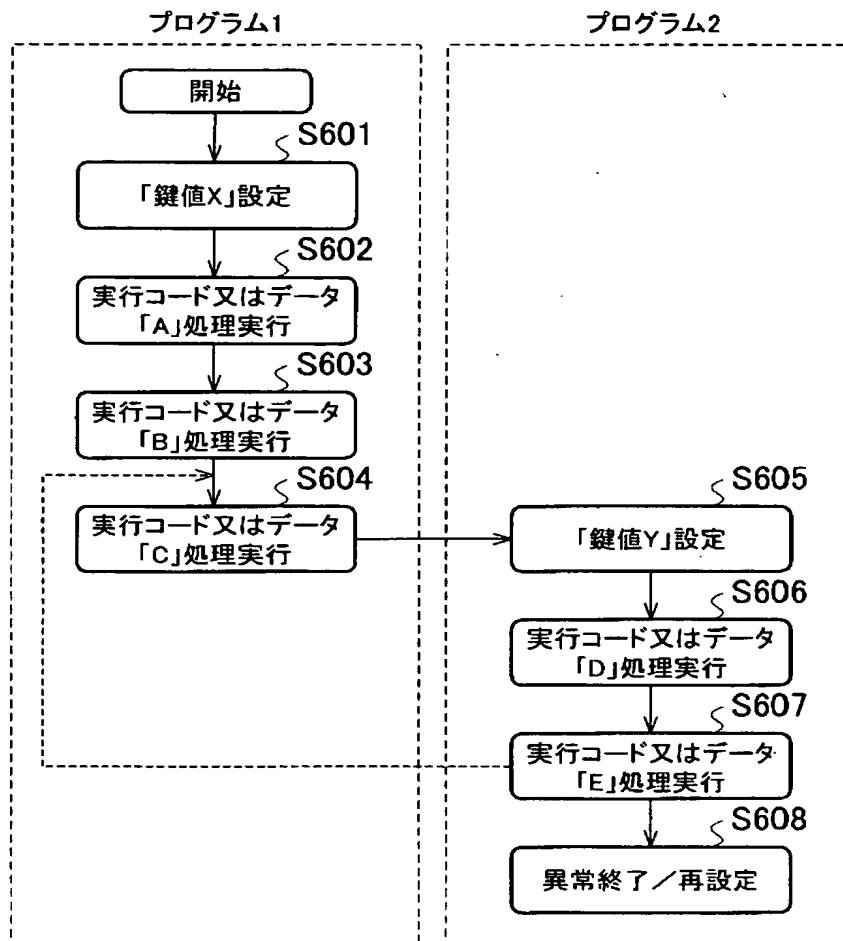 プログラム1
プログラム2
開始
S601
「鍵値X」設定
S602
実行コード又はデータ
「A」処理実行
S603
実行コード又はデータ
「B」処理実行
S604
実行コード又はデータ
「C」処理実行
S605
「鍵値Y」設定
S606
実行コード又はデータ
「D」処理実行
S607
実行コード又はデータ
「E」処理実行
S608
異常終了／再設定